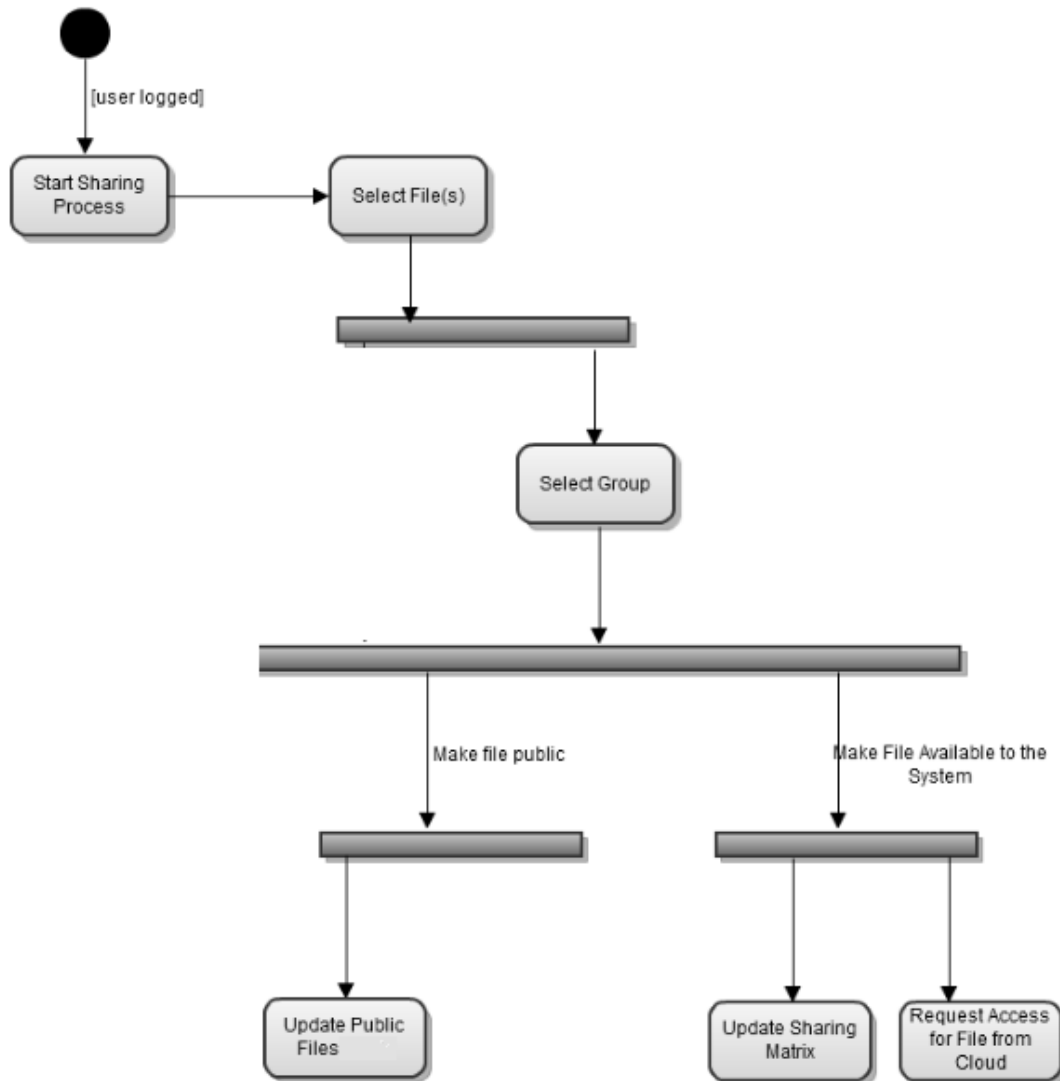 [user logged]
Start Sharing
Process
Select File(s)
Select Group
Make file public
Make File Available to the
System
Update Public
Files
Update Sharing
Matrix
Request Access
for File from
Cloud